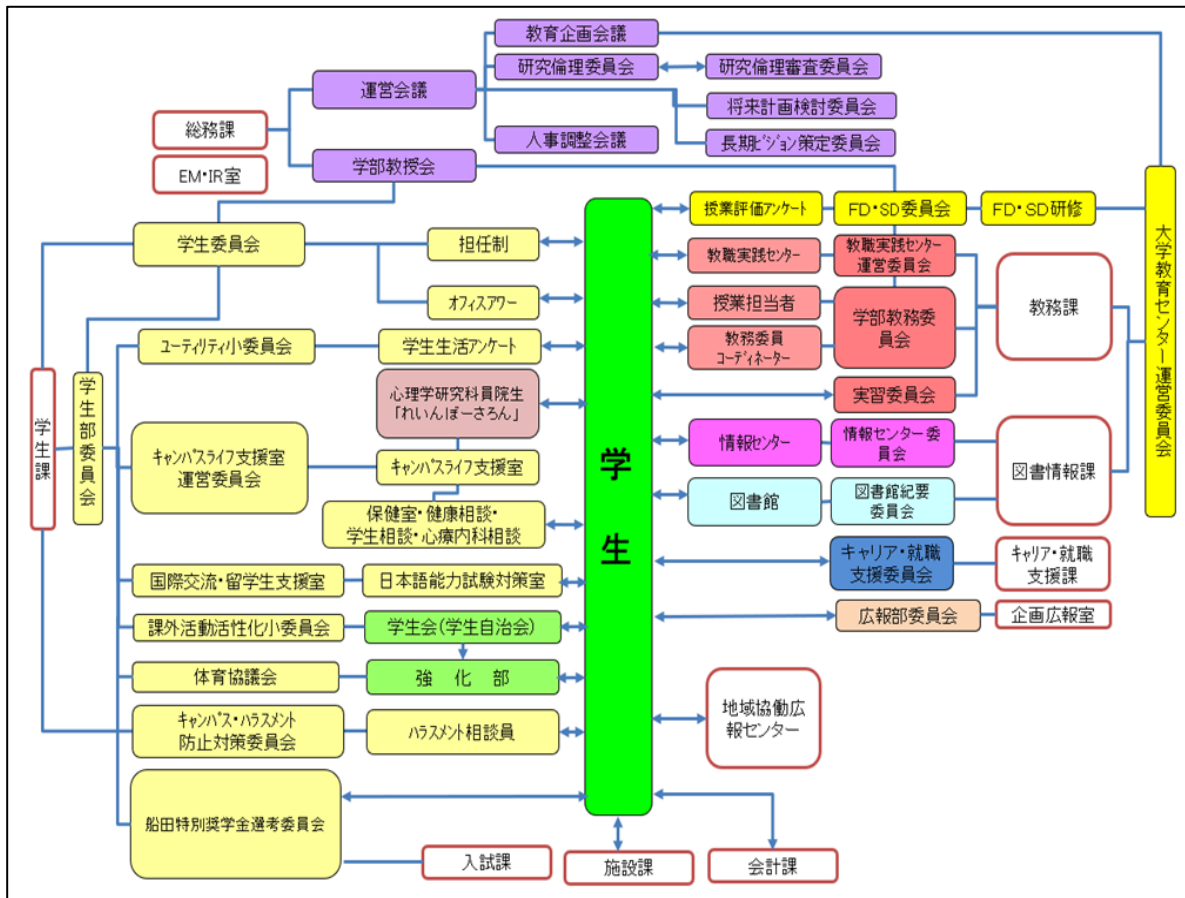 教育企画会議
研究倫理委員会
研究倫理審査委員会
運営会議
将来計画検討委員会
総務課
人事調整会議
長期ビジョン策定委員会
EM・IR室
学部教授会
学生委員会
担任制
オフィスアワー
ユーティリティ小委員会
学生生活アンケート
心理学研究科員院生
「れいんぼーさろん」
学生課
学生部委員会
キャンパスライフ支援室
運営委員会
キャンパスライフ支援室
保健室・健康相談・
学生相談・心療内科相談
国際交流・留学生支援室
日本語能力試験対策室
課外活動活性化小委員会
学生会(学生自治会)
体育協議会
強 化 部
キャンパス・ハラスメント
防止対策委員会
ハラスメント相談員
船田特別奨学金選考委員会
入試課
学生
授業評価アンケート
FD・SD委員会
FD・SD研修
大学教育センター運営委員会
教職実践センター
教職実践センター
運営委員会
教務課
授業担当者
学部教務委
員会
教務委員
コーディネーター
実習委員会
情報センター
情報センター委
員会
図書情報課
図書館
図書館紀要
委員会
キャリア・就職
支援委員会
キャリア・就職
支援課
広報部委員会
企画広報室
地域協働広
報センター
施設課
会計課